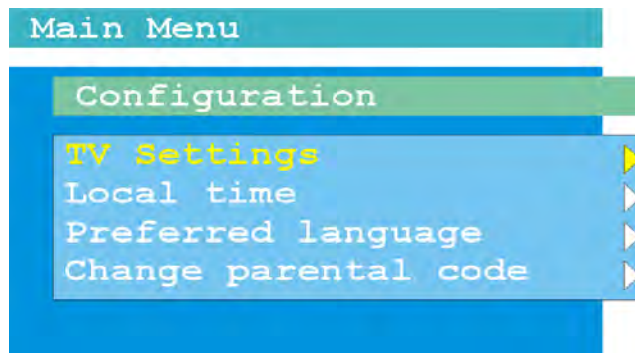 Main Menu
Configuration
TV Settings
Local time
Preferred language
Change parental code